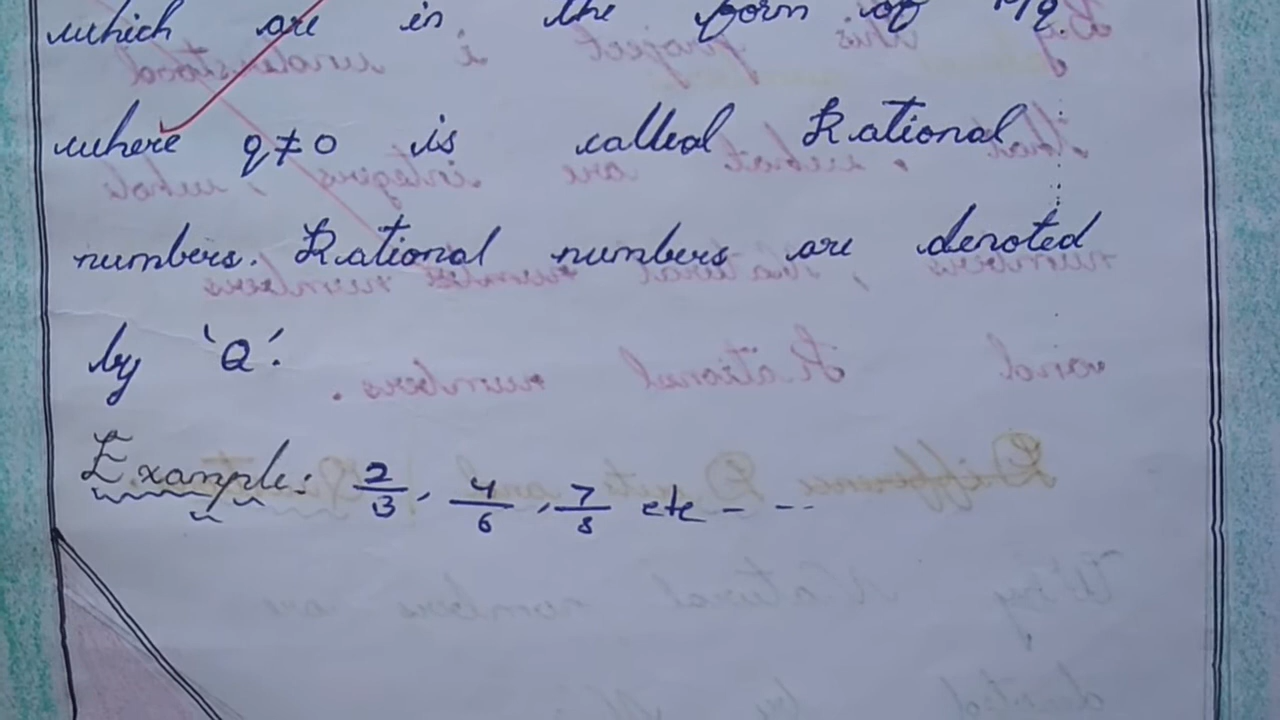 which are in the form of P/q.
where q≠0 is called Rational
numbers. Rational numbers are denoted
by 'Q'.
Example: 2/3, 4/6, 7/8 etc - --